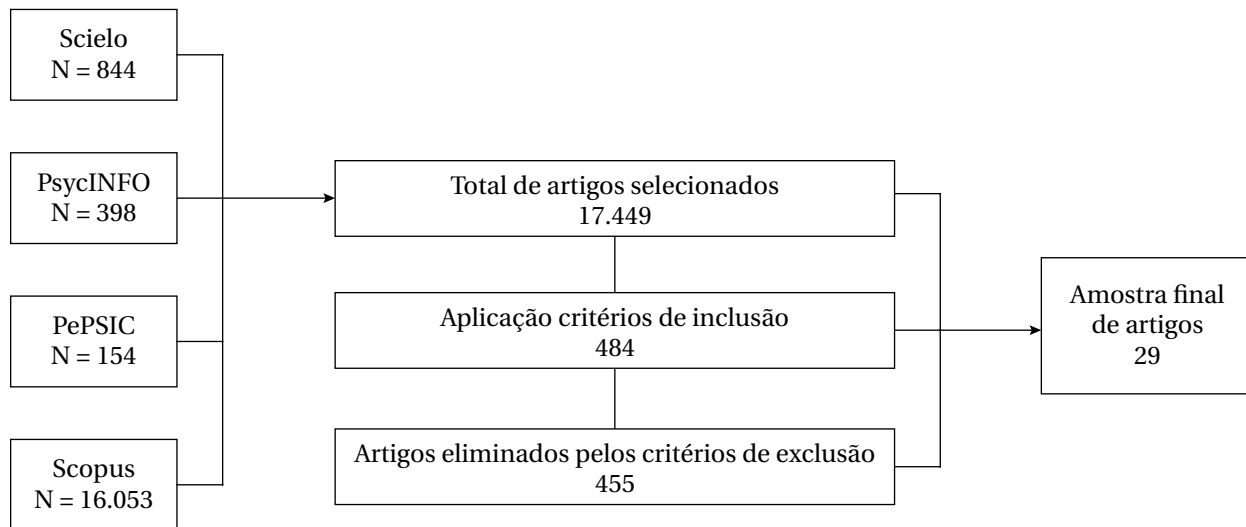 Scielo
N = 844
PsycINFO
N = 398
PePSIC
N = 154
Scopus
N = 16.053
Total de artigos selecionados
17.449
Aplicação critérios de inclusão
484
Artigos eliminados pelos critérios de exclusão
455
Amostra final
de artigos
29